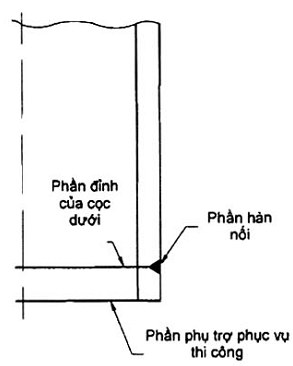 Phần đỉnh
của cọc
dưới
Phần hàn
nối
Phần phụ trợ phục vụ
thi công